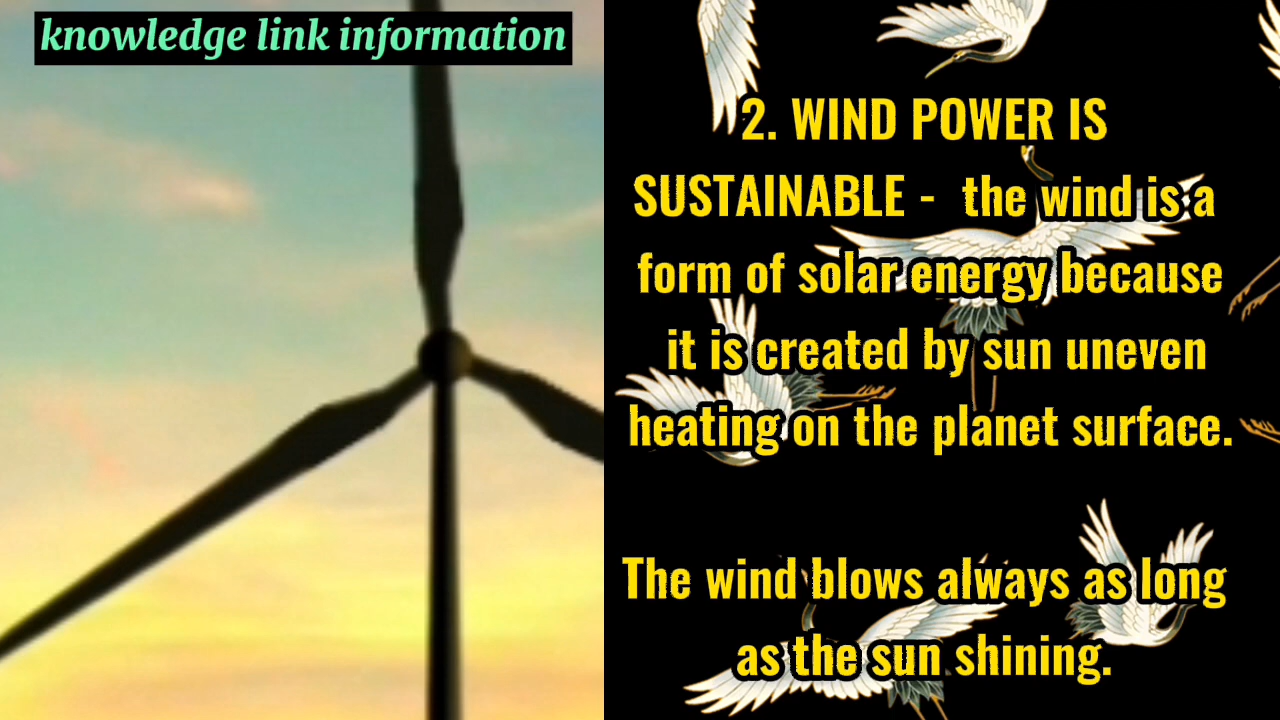 knowledge link information
2. WIND POWER IS
SUSTAINABLE - the wind is a
form of solar energy because
it is created by sun uneven
heating on the planet surface.
The wind blows always as long
as the sun shining.